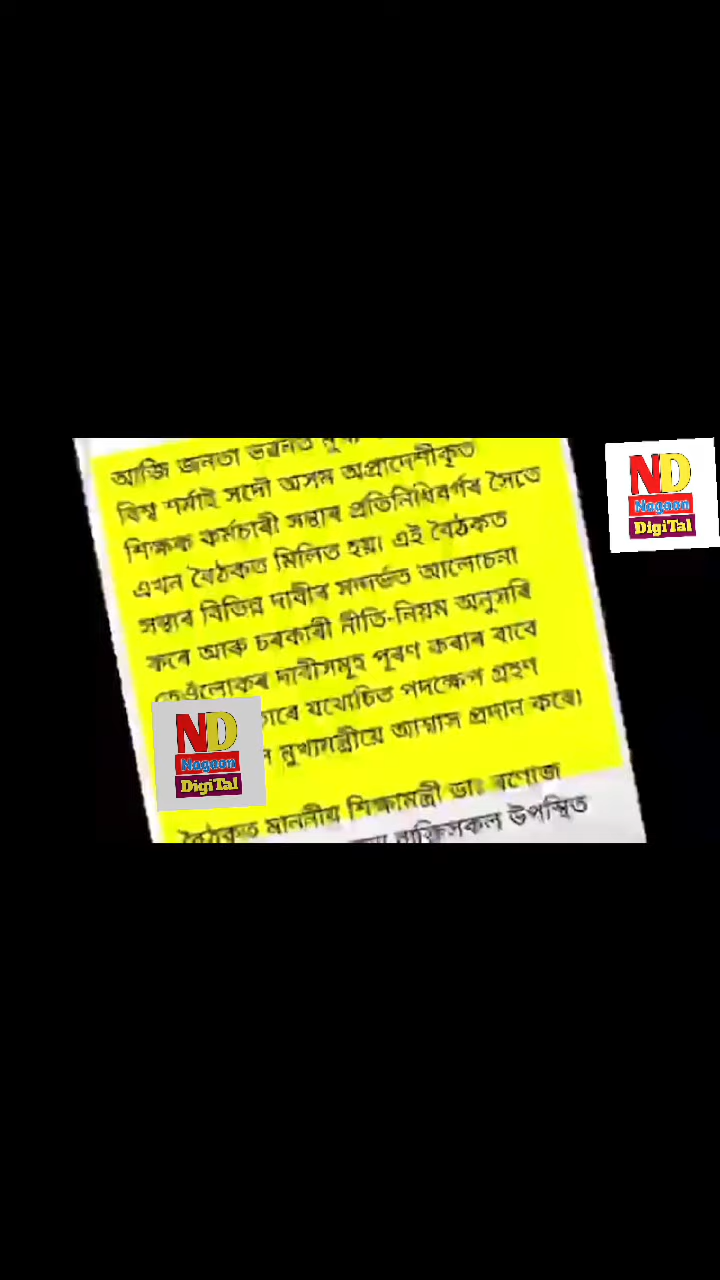 আজি জনতা ভৱনত
বিশ্ব শৰ্মাই সদৌ অসম অপ্ৰাদেশীকৃত
শিক্ষক কৰ্মচাৰী সন্থাৰ প্ৰতিনিধিবৰ্গৰ সৈতে
এখন বৈঠকত মিলিত হয়। এই বৈঠকত
সন্থাৰ বিভিন্ন দাবীৰ সন্দৰ্ভত আলোচনা
কৰে আৰু চৰকাৰী নীতি-নিয়ম অনুসৰি
তেওঁলোকৰ দাবীসমূহ পূৰণ কৰাৰ বাবে
যথোচিত পদক্ষেপ গ্ৰহণ
মুখ্যমন্ত্ৰীয়ে আশ্বাস প্ৰদান কৰে।
বৈঠকত মাননীয় শিক্ষামন্ত্ৰী ডাঃ ৰণোজ
ব্যক্তিসকল উপস্থিত
ND
Nagaon
DigiTal
ND
Nagaon
DigiTal